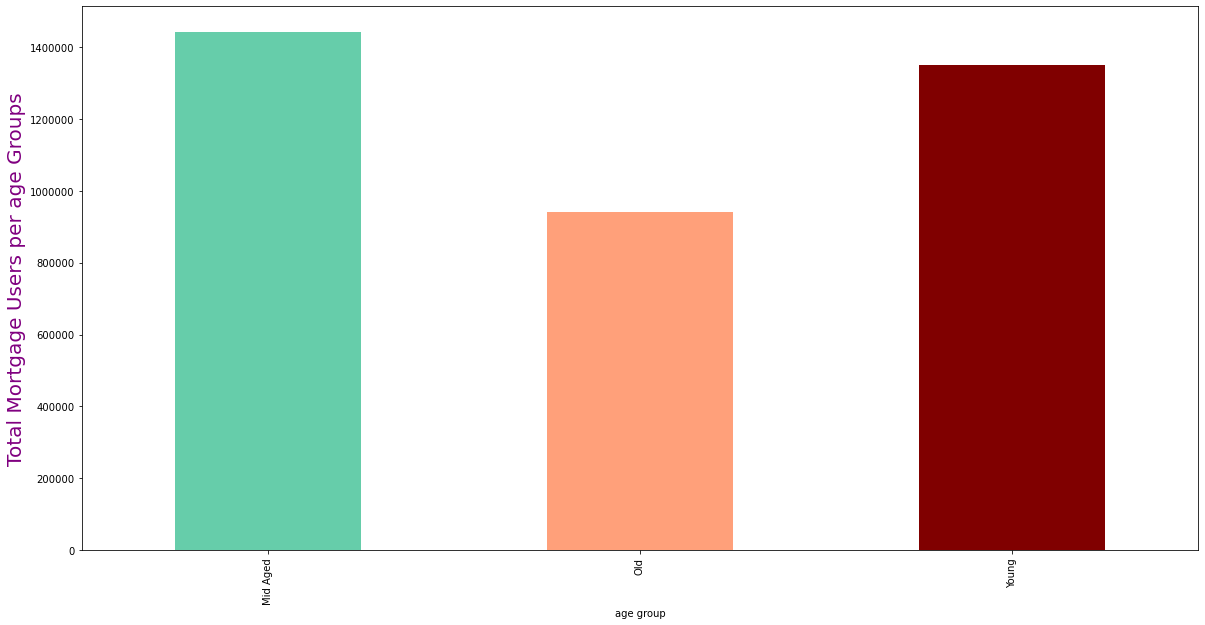 Total Mortgage Users per age Groups
1400000
1200000
1000000
800000
600000
400000
200000
0
Mid Aged
Old
Young
age group